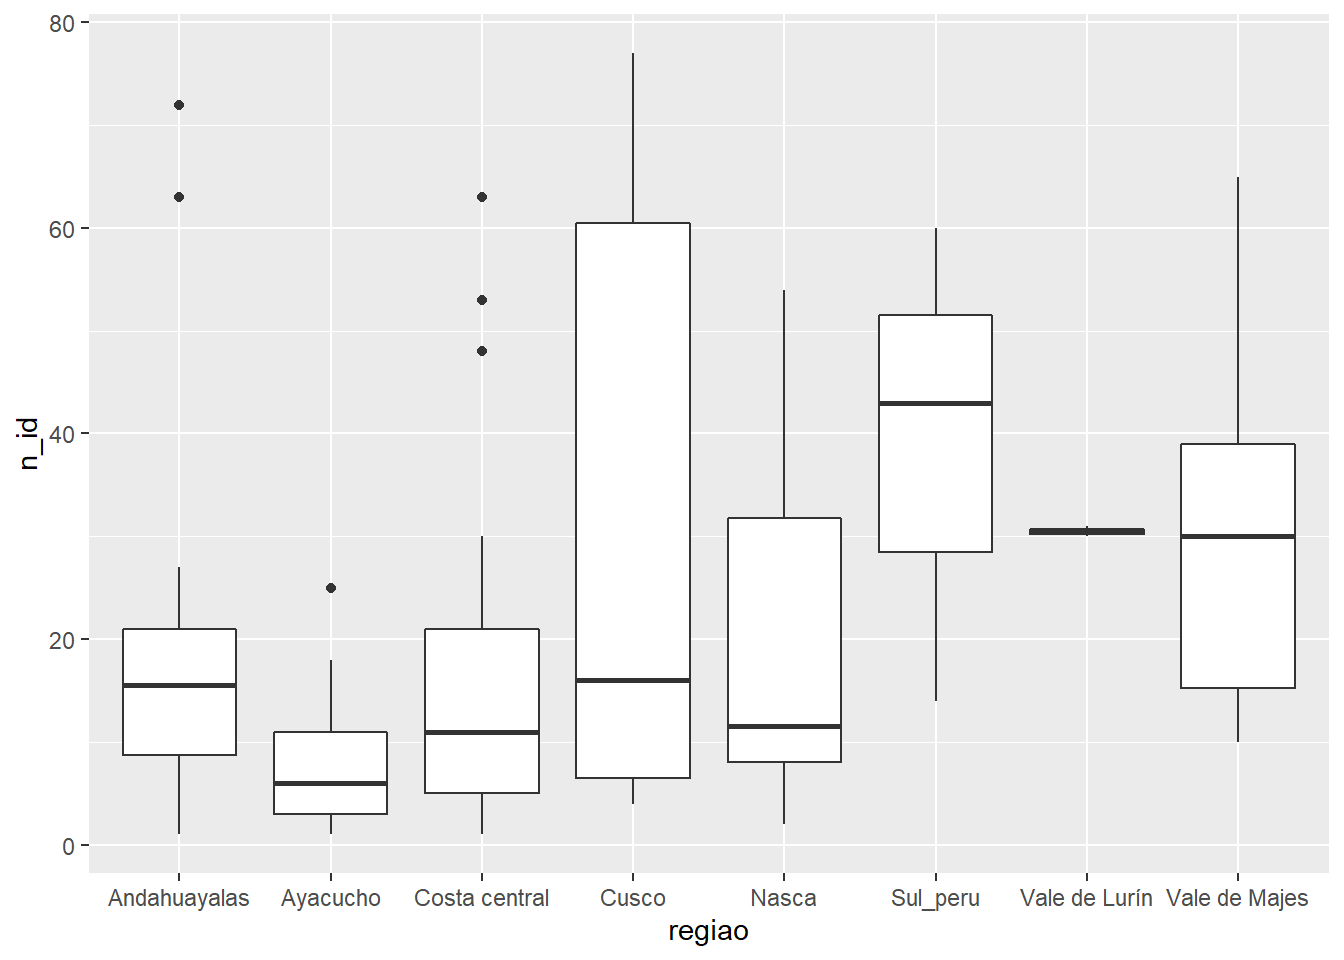 80
60
40
20
0
n_id
Andahuayalas Ayacucho Costa central Cusco Nasca Sul_peru Vale de Lurín Vale de Majes
regiao